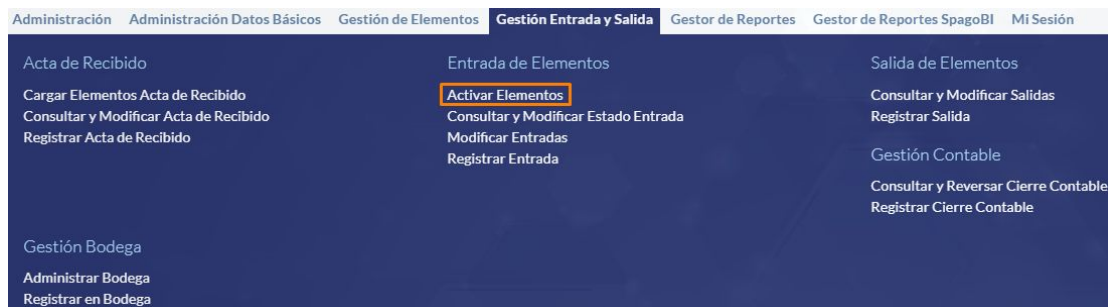 Administración Administración Datos Básicos Gestión de Elementos Gestión Entrada y Salida Gestor de Reportes Gestor de Reportes SpagoBI Mi Sesión
Acta de Recibido
Cargar Elementos Acta de Recibido
Consultar y Modificar Acta de Recibido
Registrar Acta de Recibido
Entrada de Elementos
Activar Elementos
Consultar y Modificar Estado Entrada
Modificar Entradas
Registrar Entrada
Salida de Elementos
Consultar y Modificar Salidas
Registrar Salida
Gestión Contable
Consultar y Reversar Cierre Contable
Registrar Cierre Contable
Gestión Bodega
Administrar Bodega
Registrar en Bodega